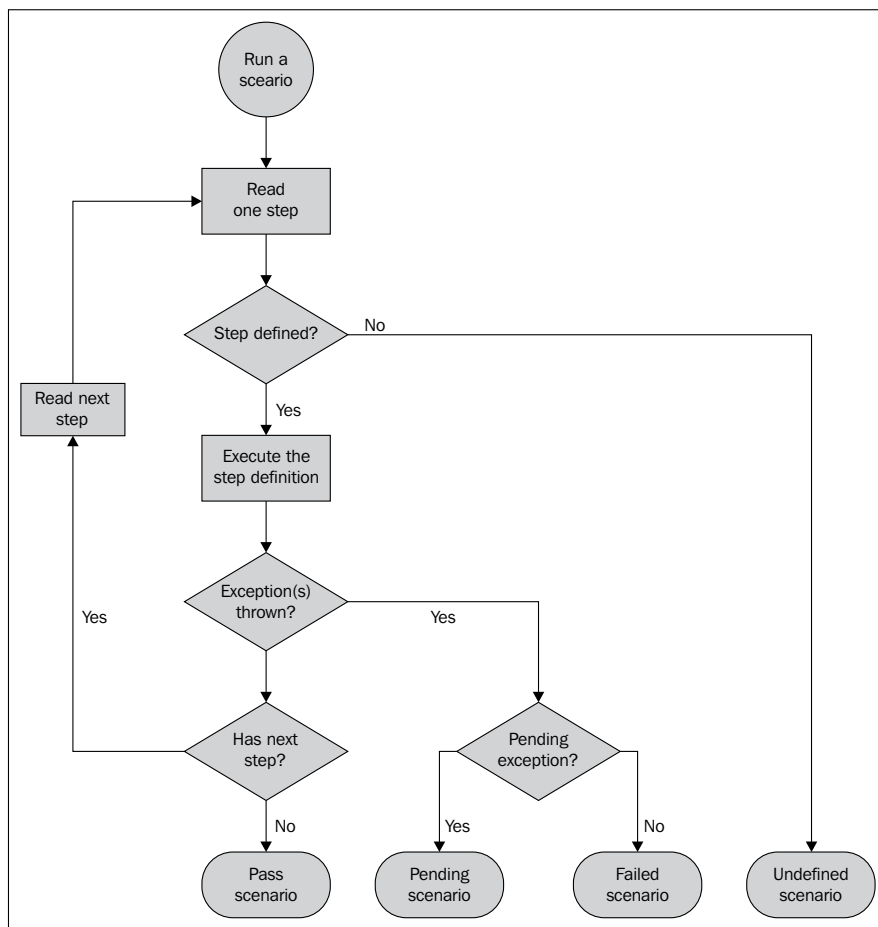 Run a
sceario
Read
one step
Step defined?
No
Read next
step
Yes
Execute the
step definition
Exception(s)
thrown?
Yes
Yes
Has next
step?
Pending
exception?
No
Yes
No
Pass
scenario
Pending
scenario
Failed
scenario
Undefined
scenario